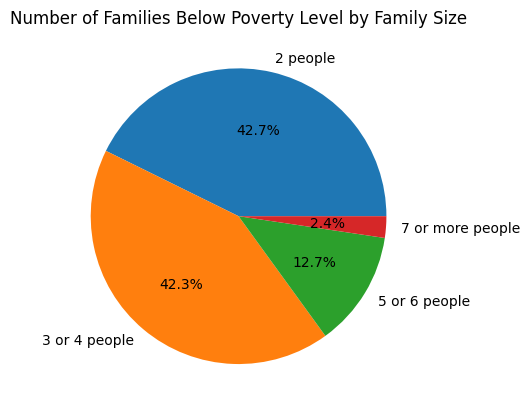 Number of Families Below Poverty Level by Family Size
2 people
42.7%
2.4%
7 or more people
12.7%
42.3%
5 or 6 people
3 or 4 people